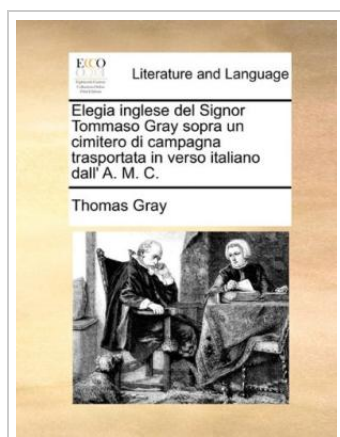 ECCO
Literature and Language
Elegia inglese del Signor
Tommaso Gray sopra un
cimitero di campagna
trasportata in verso italiano
dall' A. M. C.
Thomas Gray